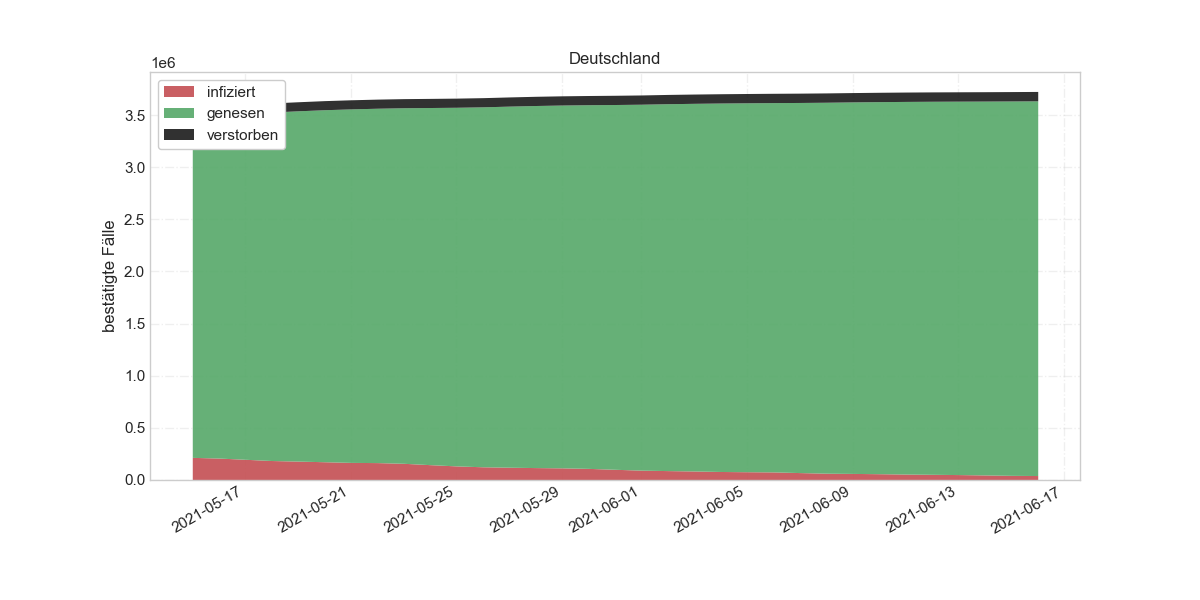 Deutschland
1e6
infiziert
genesen
verstorben
bestätigte Fälle
3.5
3.0
2.5
2.0
1.5
1.0
0.5
0.0
2021-05-17
2021-05-21
2021-05-25
2021-05-29
2021-06-01
2021-06-05
2021-06-09
2021-06-13
2021-06-17